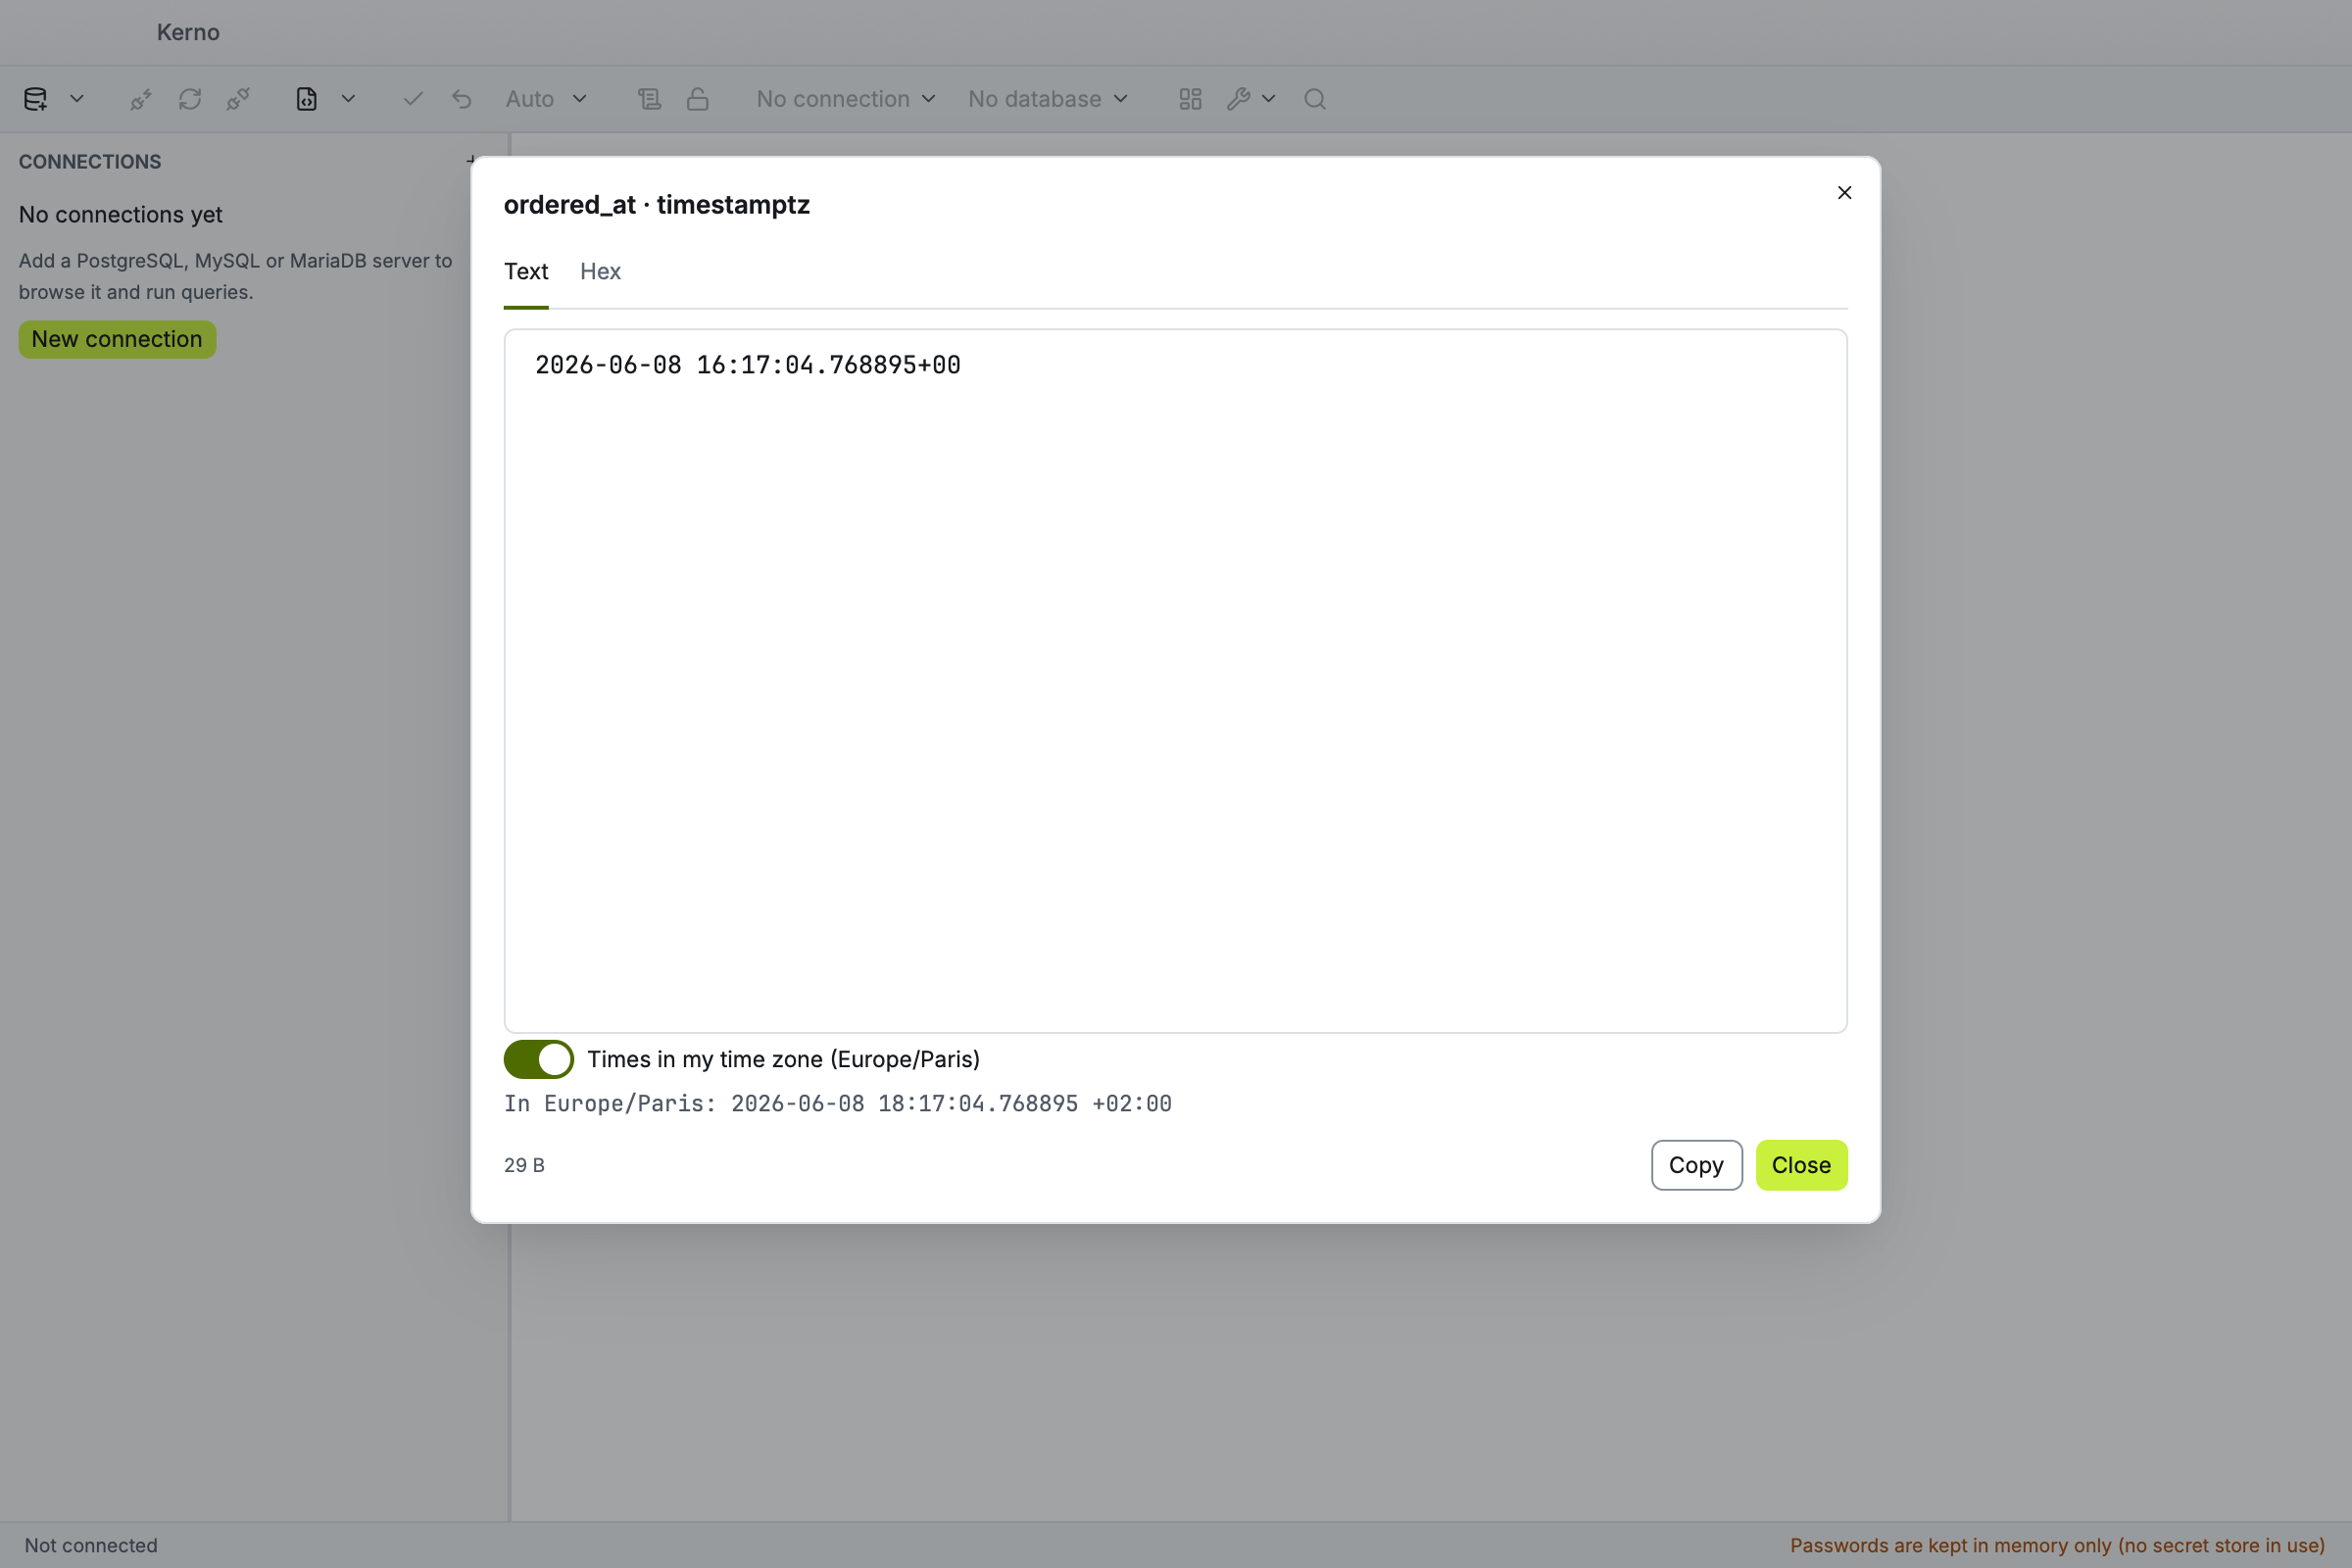 Kerno
Auto
No connection
No database
CONNECTIONS
No connections yet
Add a PostgreSQL, MySQL or MariaDB server to
browse it and run queries.
New connection
ordered_at · timestamptz
Text Hex
2026-06-08 16:17:04.768895+00
Times in my time zone (Europe/Paris)
In Europe/Paris: 2026-06-08 18:17:04.768895 +02:00
29 B
Copy
Close
Not connected
Passwords are kept in memory only (no secret store in use)